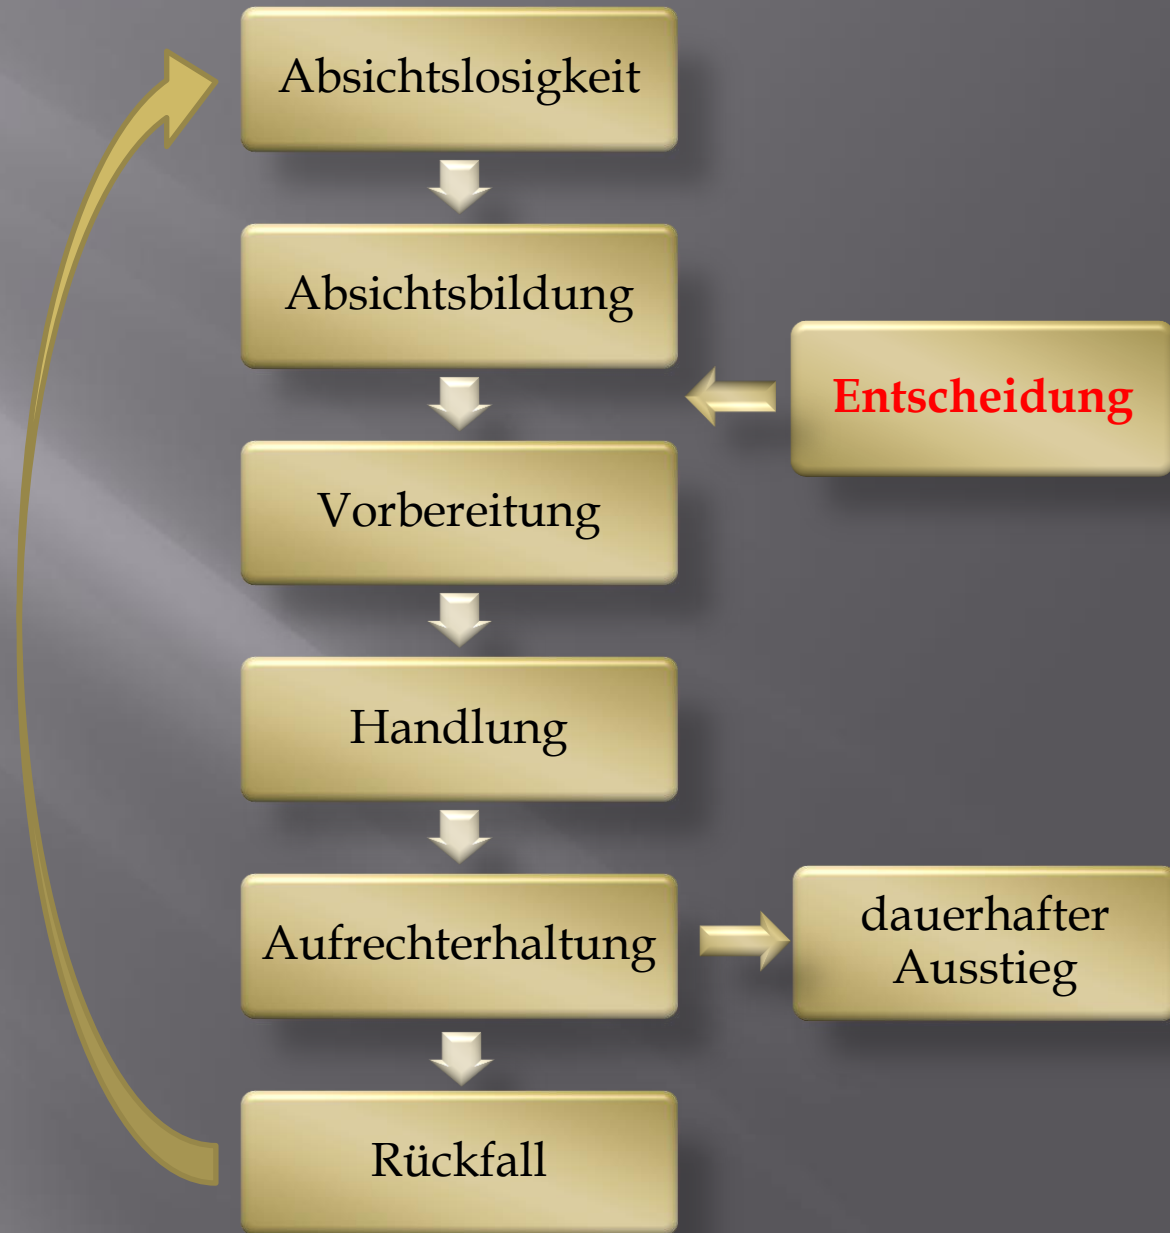 Absichtslosigkeit
Absichtsbildung
Entscheidung
Vorbereitung
Handlung
Aufrechterhaltung
dauerhafter
Ausstieg
Rückfall